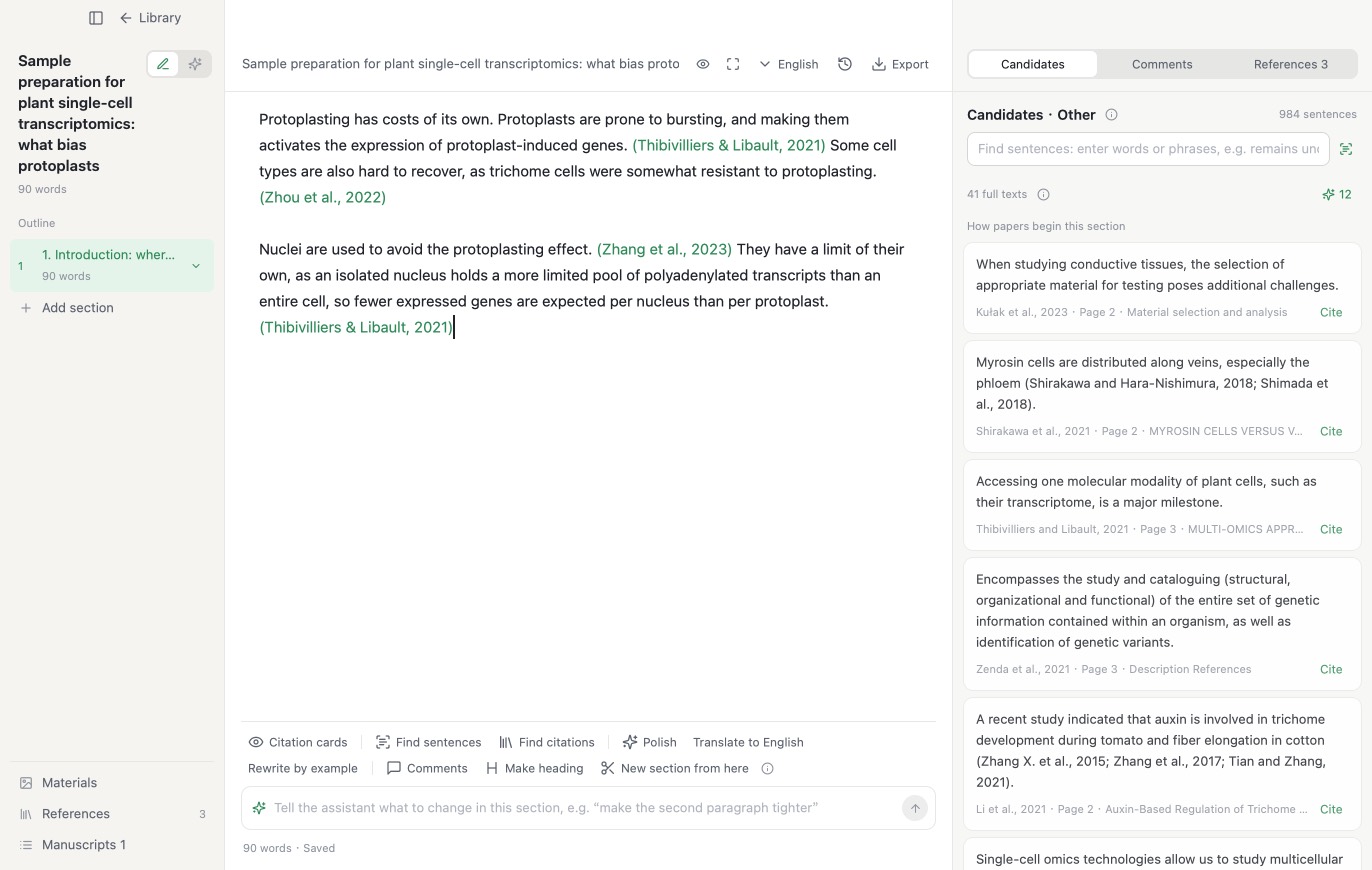 Library
Sample
preparation for
plant single-cell
transcriptomics:
what bias
protoplasts
90 words
Outline
1 1. Introduction: wher...
90 words
Add section
Materials
References 3
Manuscripts 1
Sample preparation for plant single-cell transcriptomics: what bias proto
English
Export
Protoplasting has costs of its own. Protoplasts are prone to bursting, and making them
activates the expression of protoplast-induced genes. (Thibivilliers & Libault, 2021) Some cell
types are also hard to recover, as trichome cells were somewhat resistant to protoplasting.
(Zhou et al., 2022)
Nuclei are used to avoid the protoplasting effect. (Zhang et al., 2023) They have a limit of their
own, as an isolated nucleus holds a more limited pool of polyadenylated transcripts than an
entire cell, so fewer expressed genes are expected per nucleus than per protoplast.
(Thibivilliers & Libault, 2021)
Citation cards Find sentences Find citations Polish Translate to English
Rewrite by example Comments Make heading New section from here
Tell the assistant what to change in this section, e.g. “make the second paragraph tighter”
90 words · Saved
Candidates Comments References 3
Candidates · Other 984 sentences
Find sentences: enter words or phrases, e.g. remains
41 full texts 12
How papers begin this section
When studying conductive tissues, the selection of
appropriate material for testing poses additional challenges.
Kułak et al., 2023 · Page 2 · Material selection and analysis Cite
Myrosin cells are distributed along veins, especially the
phloem (Shirakawa and Hara-Nishimura, 2018; Shimada et
al., 2018).
Shirakawa et al., 2021 · Page 2 · MYROSIN CELLS VERSUS V... Cite
Accessing one molecular modality of plant cells, such as
their transcriptome, is a major milestone.
Thibivilliers and Libault, 2021 · Page 3 · MULTI-OMICS APPR... Cite
Encompasses the study and cataloguing (structural,
organizational and functional) of the entire set of genetic
information contained within an organism, as well as
identification of genetic variants.
Zenda et al., 2021 · Page 3 · Description References Cite
A recent study indicated that auxin is involved in trichome
development during tomato and fiber elongation in cotton
(Zhang X. et al., 2015; Zhang et al., 2017; Tian and Zhang,
2021).
Li et al., 2021 · Page 2 · Auxin-Based Regulation of Trichome ... Cite
Single-cell omics technologies allow us to study multicellular